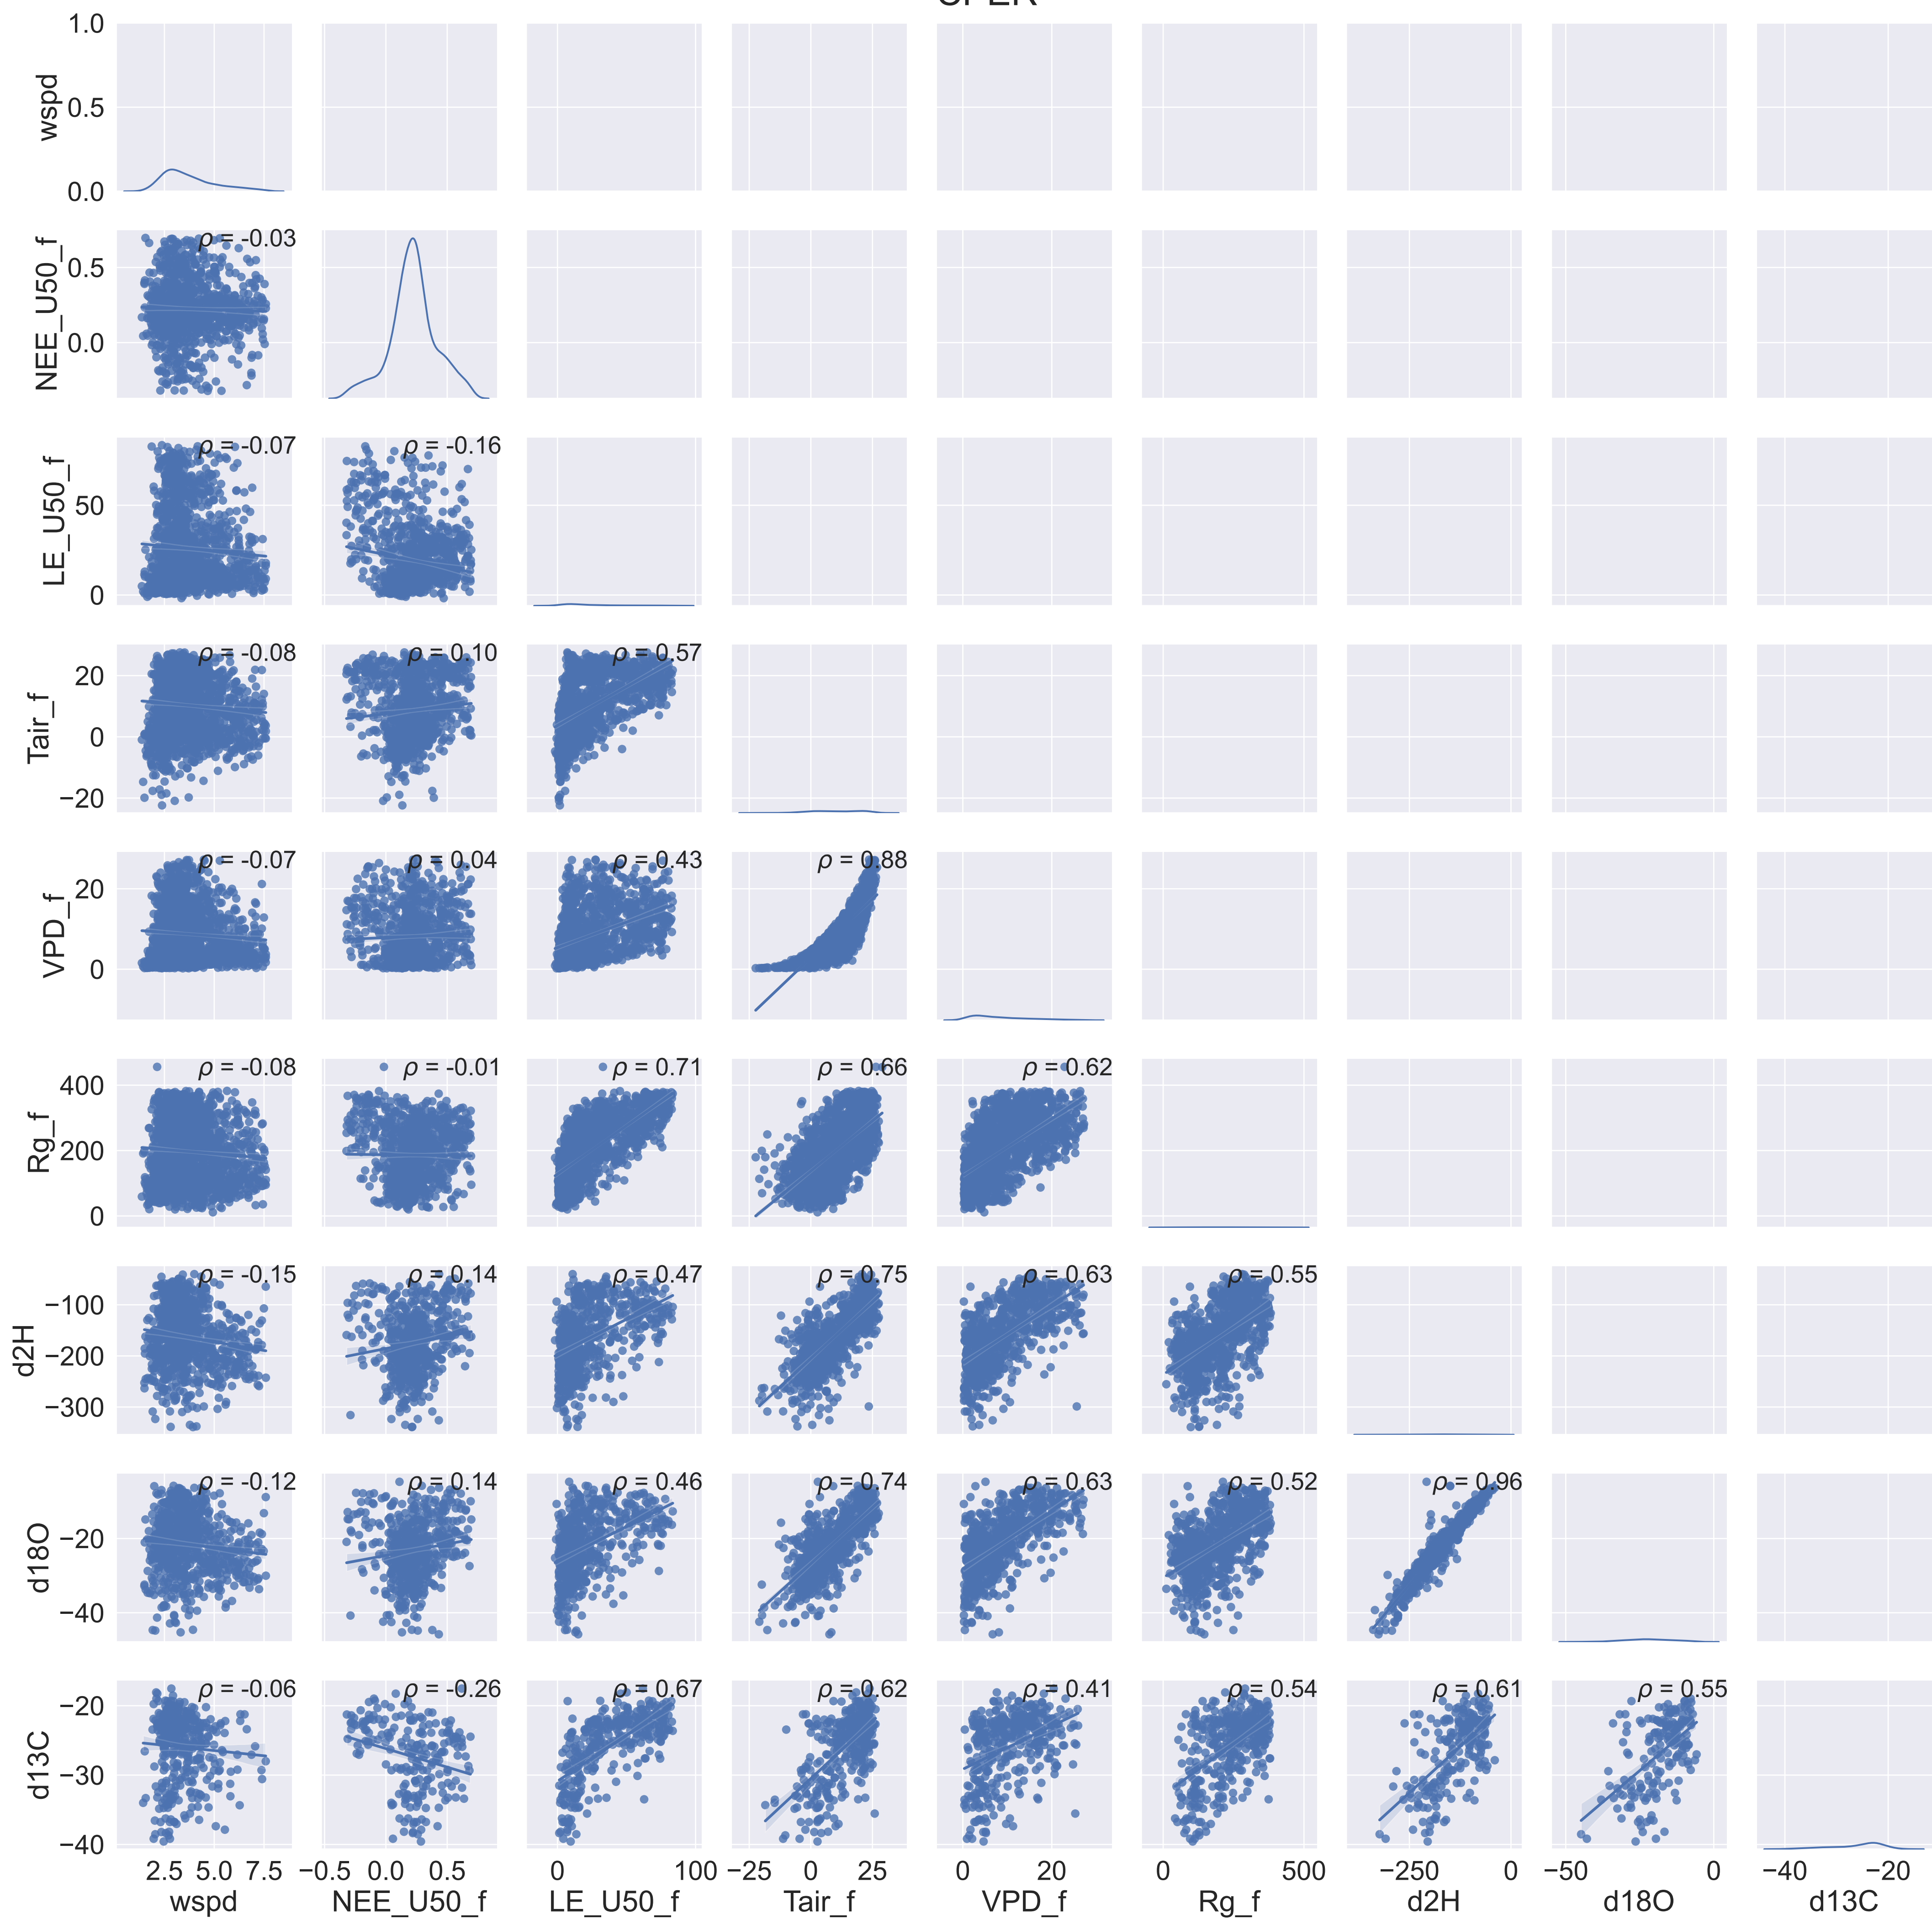 1.0
wspd
0.5
0.0
NEE_U50_f
0.5
0.0
ρ = -0.03
LE_U50_f
50
0
ρ = -0.07
ρ = -0.16
Tair_f
20
0
−20
ρ = -0.08
ρ = 0.10
ρ = 0.57
VPD_f
20
0
ρ = -0.07
ρ = 0.04
ρ = 0.43
ρ = 0.88
Rg_f
400
200
0
ρ = -0.08
ρ = -0.01
ρ = 0.71
ρ = 0.66
ρ = 0.62
d2H
−100
−200
−300
ρ = -0.15
ρ = 0.14
ρ = 0.47
ρ = 0.75
ρ = 0.63
ρ = 0.55
d18O
−20
−40
ρ = -0.12
ρ = 0.14
ρ = 0.46
ρ = 0.74
ρ = 0.63
ρ = 0.52
ρ = 0.96
d13C
−20
−30
−40
ρ = -0.06
ρ = -0.26
ρ = 0.67
ρ = 0.62
ρ = 0.41
ρ = 0.54
ρ = 0.61
ρ = 0.55
2.5 5.0 7.5
−0.5 0.0 0.5
0 100
−25 0 25
0 20
0 500
−250 0
−50 0
−40 −20
wspd
NEE_U50_f
LE_U50_f
Tair_f
VPD_f
Rg_f
d2H
d18O
d13C